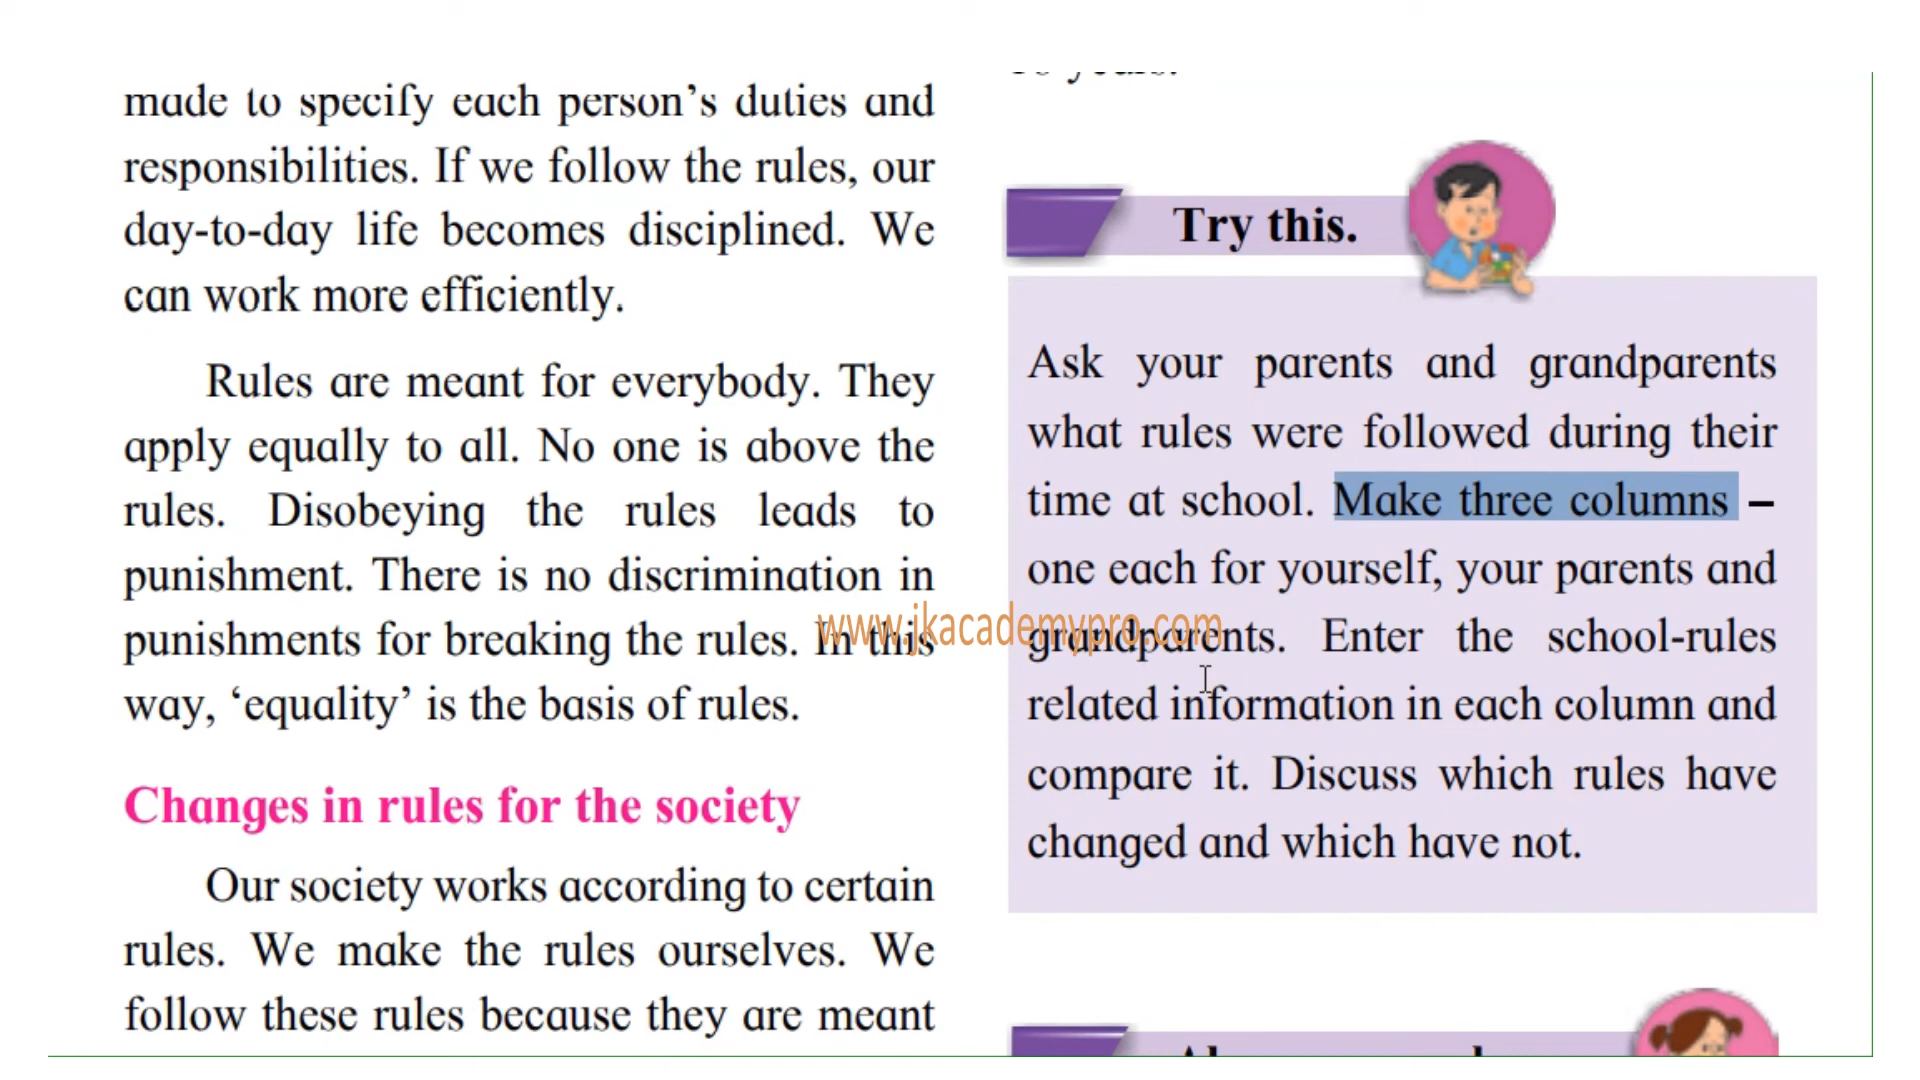 made to specify each person's duties and
responsibilities. If we follow the rules, our
day-to-day life becomes disciplined. We
can work more efficiently.
Rules are meant for everybody. They
apply equally to all. No one is above the
rules. Disobeying the rules leads to
punishment. There is no discrimination in
punishments for breaking the rules. In this
way, ‘equality’ is the basis of rules.
Changes in rules for the society
Our society works according to certain
rules. We make the rules ourselves. We
follow these rules because they are meant
Try this.
Ask your parents and grandparents
what rules were followed during their
time at school. Make three columns –
one each for yourself, your parents and
grandparents. Enter the school-rules
related information in each column and
compare it. Discuss which rules have
changed and which have not.
www.jkacademypro.com